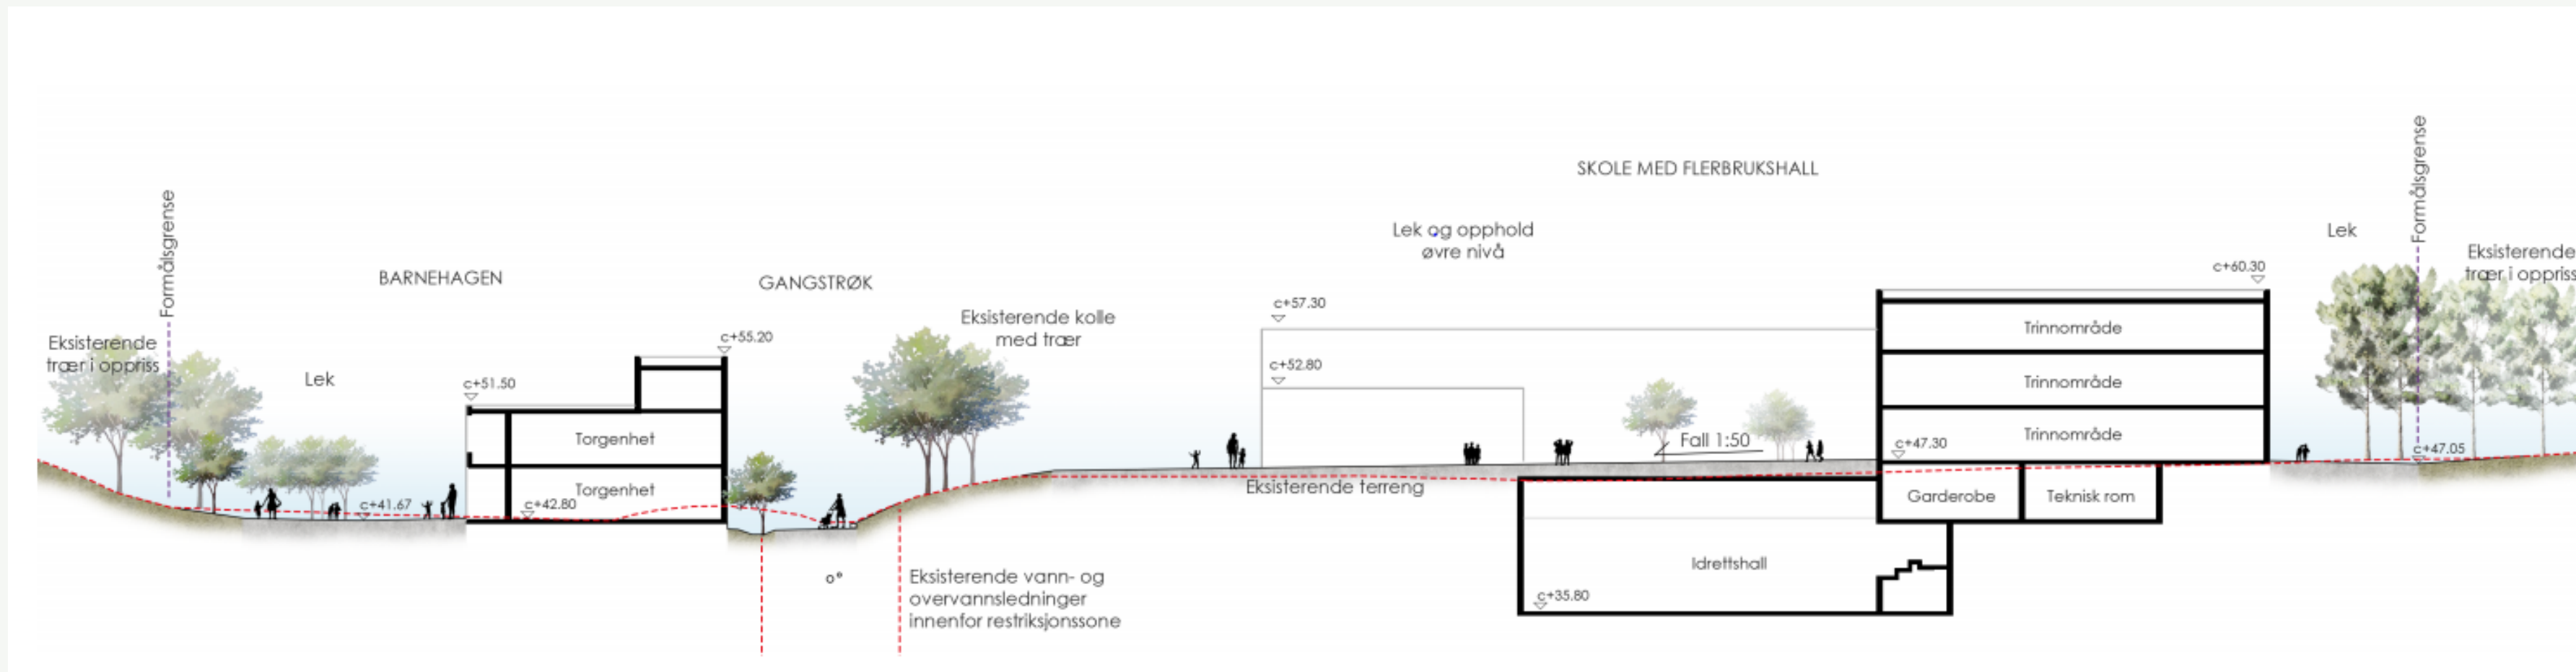 Formålsgrense
Eksisterende
trær i oppriss
Lek
BARNEHAGEN
c+41.67
c+51.50
Torgenhet
Torgenhet
c+42.80
c+55.20
GANGSTRØK
Eksisterende kolle
med trær
Eksisterende vann- og
overvannsledninger
innenfor restriksjonssone
SKOLE MED FLERBRUKSHALL
Lek og opphold
øvre nivå
c+57.30
c+52.80
Eksisterende terreng
Fall 1:50
Idrettshall
c+35.80
c+60.30
Trinnområde
Trinnområde
Trinnområde
c+47.30
Garderobe
Teknisk rom
Lek
Formålsgrense
c+47.05
Eksisterende
trær i oppriss